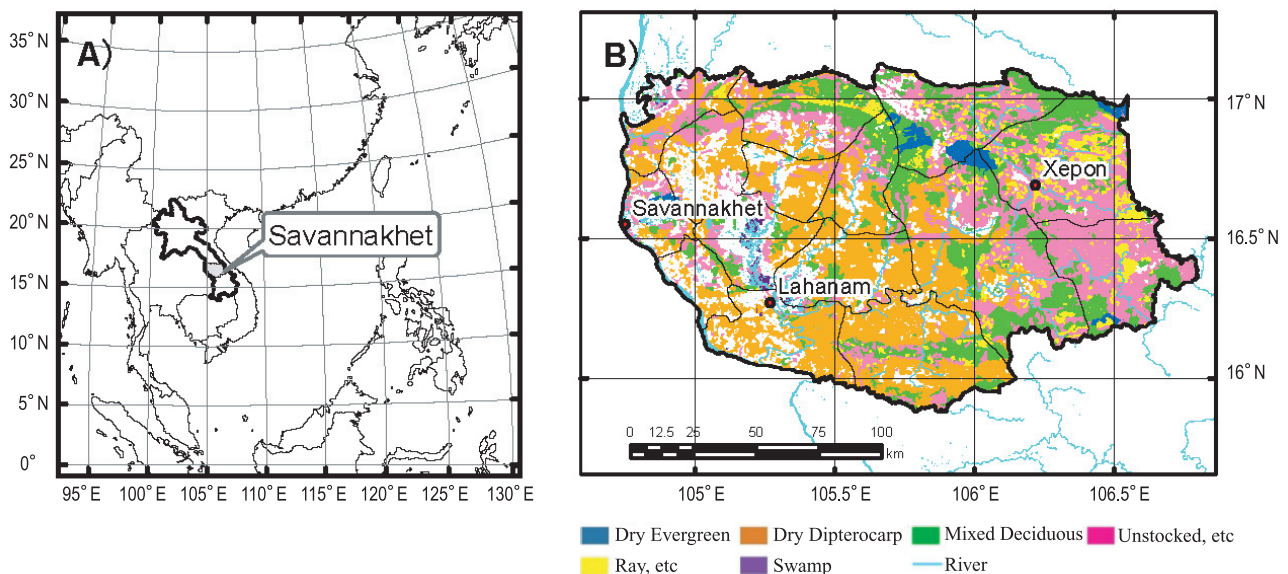 A)
35° N
30° N
25° N
20° N
15° N
10° N
5° N
0°
95° E 100° E 105° E 110° E 115° E 120° E 125° E 130° E
Savannakhet
B)
17° N
16.5° N
16° N
Xepon
Savannakhet
Lahanam
0 12.5 25 50 75 100
km
105° E 105.5° E 106° E 106.5° E
Dry Evergreen Dry Dipterocarp Mixed Deciduous Unstocked, etc
Ray, etc Swamp River